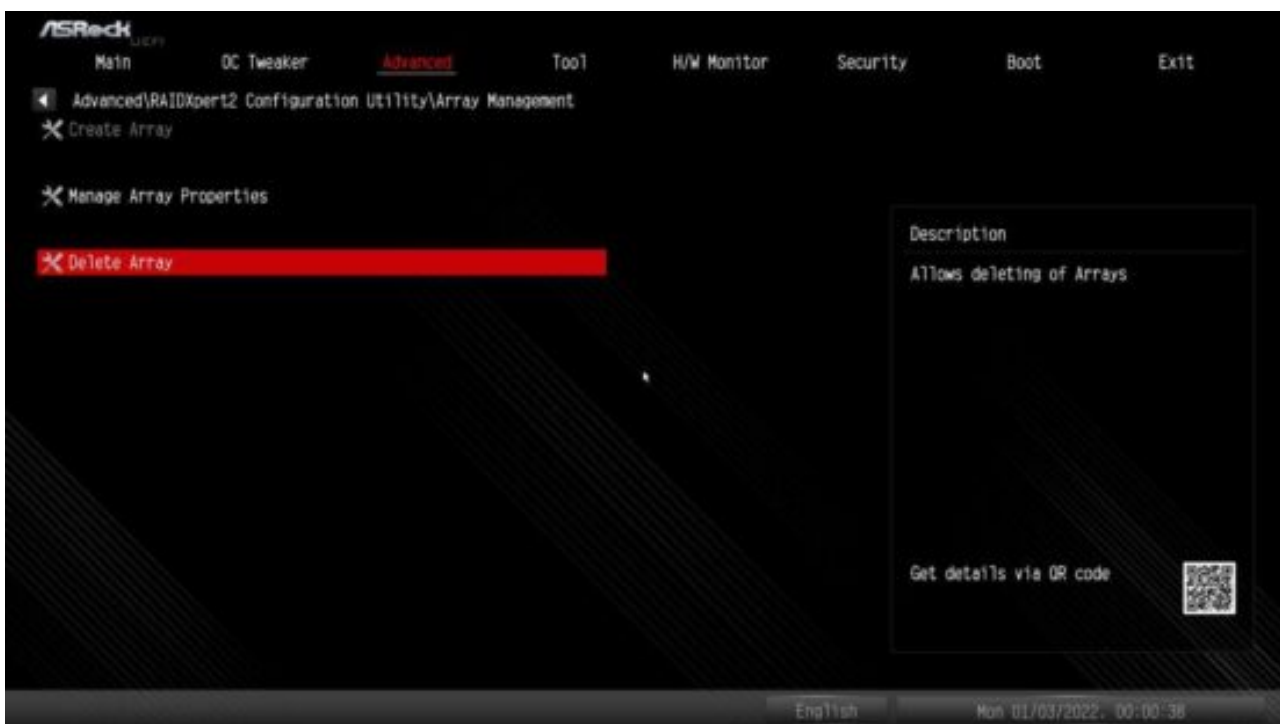 ASRock
UEFI
Main OC Tweaker Advanced Tool H/W Monitor Security Boot Exit
Advanced\RAIDXpert2 Configuration Utility\Array Management
Create Array
Manage Array Properties
Delete Array
Description
Allows deleting of Arrays
Get details via QR code
English Mon 01/03/2022, 00:00:38